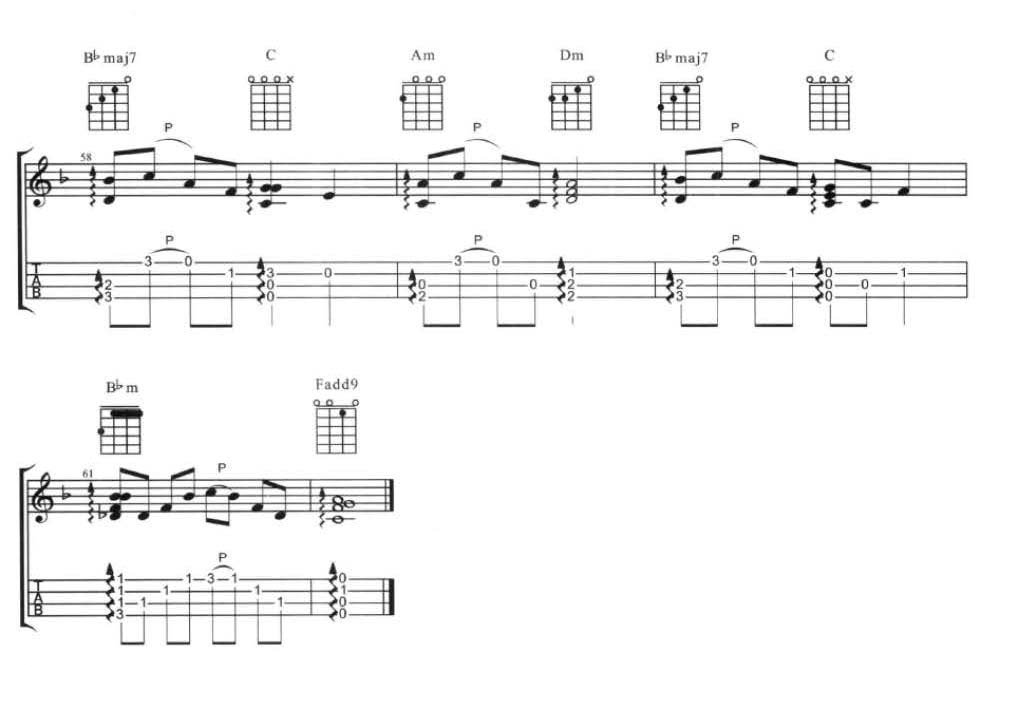 B♭maj7 C Am Dm B♭maj7 C
P P P
58
P P P
3 0 3 0 3 0
1 3 0 1 1 0 1
2 0 0 0 2 2 0 0
3 0 2 2 3 0
T
A
B
B♭m Fadd9
61
P
P
1 1 3 1 0
1 1 1 1
1 1 1 0
3 0
T
A
B